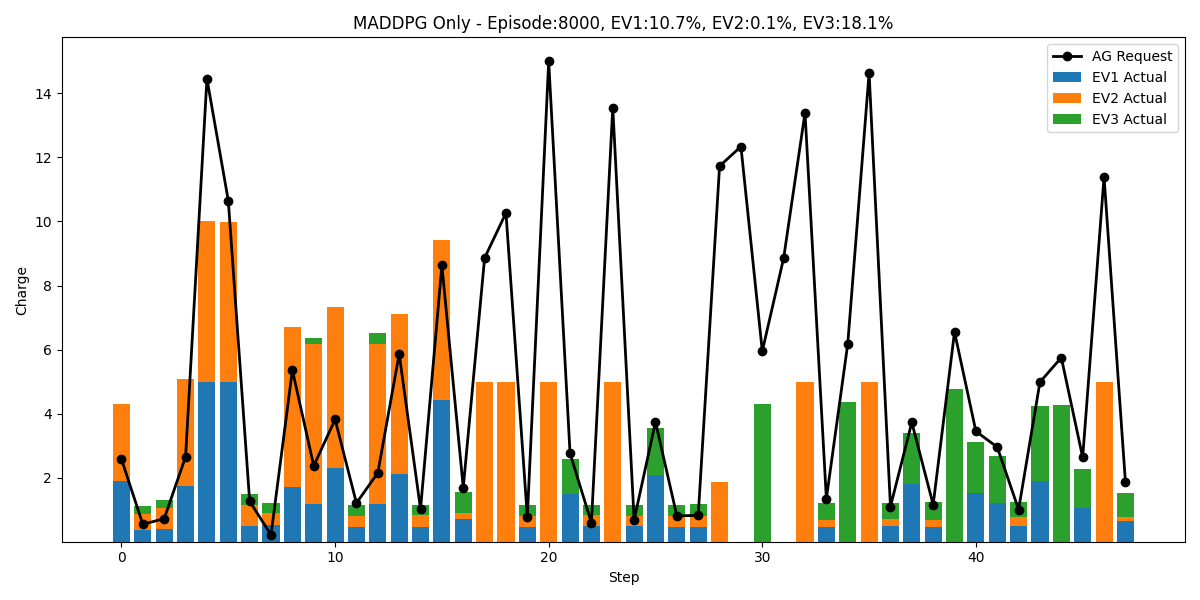 MADDPG Only - Episode:8000, EV1:10.7%, EV2:0.1%, EV3:18.1%
AG Request
EV1 Actual
EV2 Actual
EV3 Actual
Charge
14
12
10
8
6
4
2
0
10
20
30
40
Step